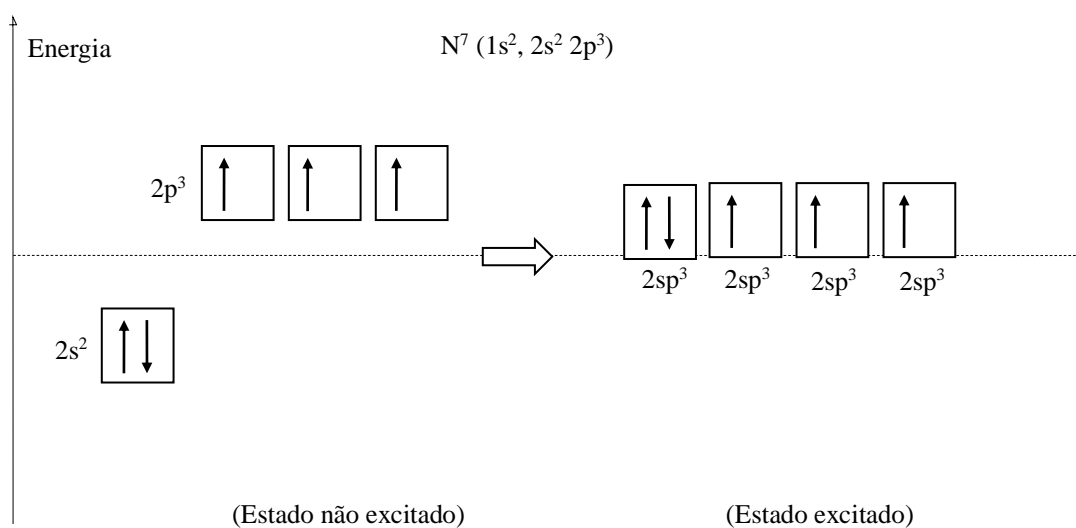 Energia
N⁷ (1s², 2s² 2p³)
2p³
2sp³ 2sp³ 2sp³ 2sp³
2s²
(Estado não excitado) (Estado excitado)